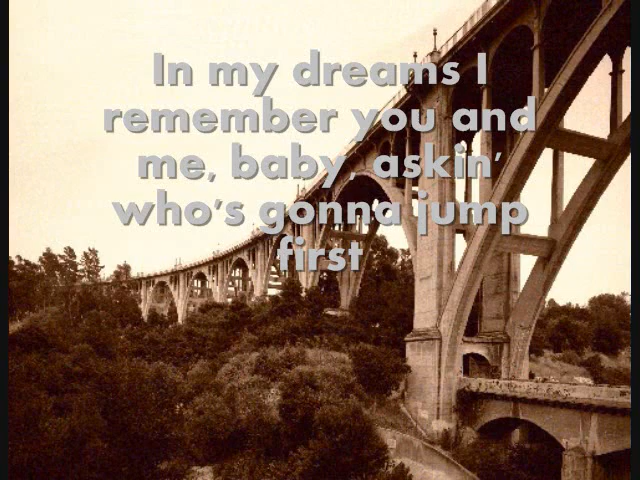 In my dreams I
remember you and
me, baby, askin'
who's gonna jump
first